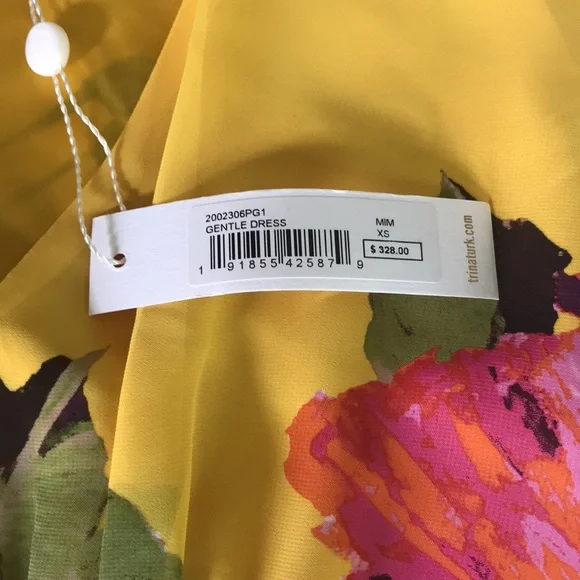 2002306PG1
GENTLE DRESS
MIM
XS
$ 328.00
1 91855 42587 9
trinaturk.com